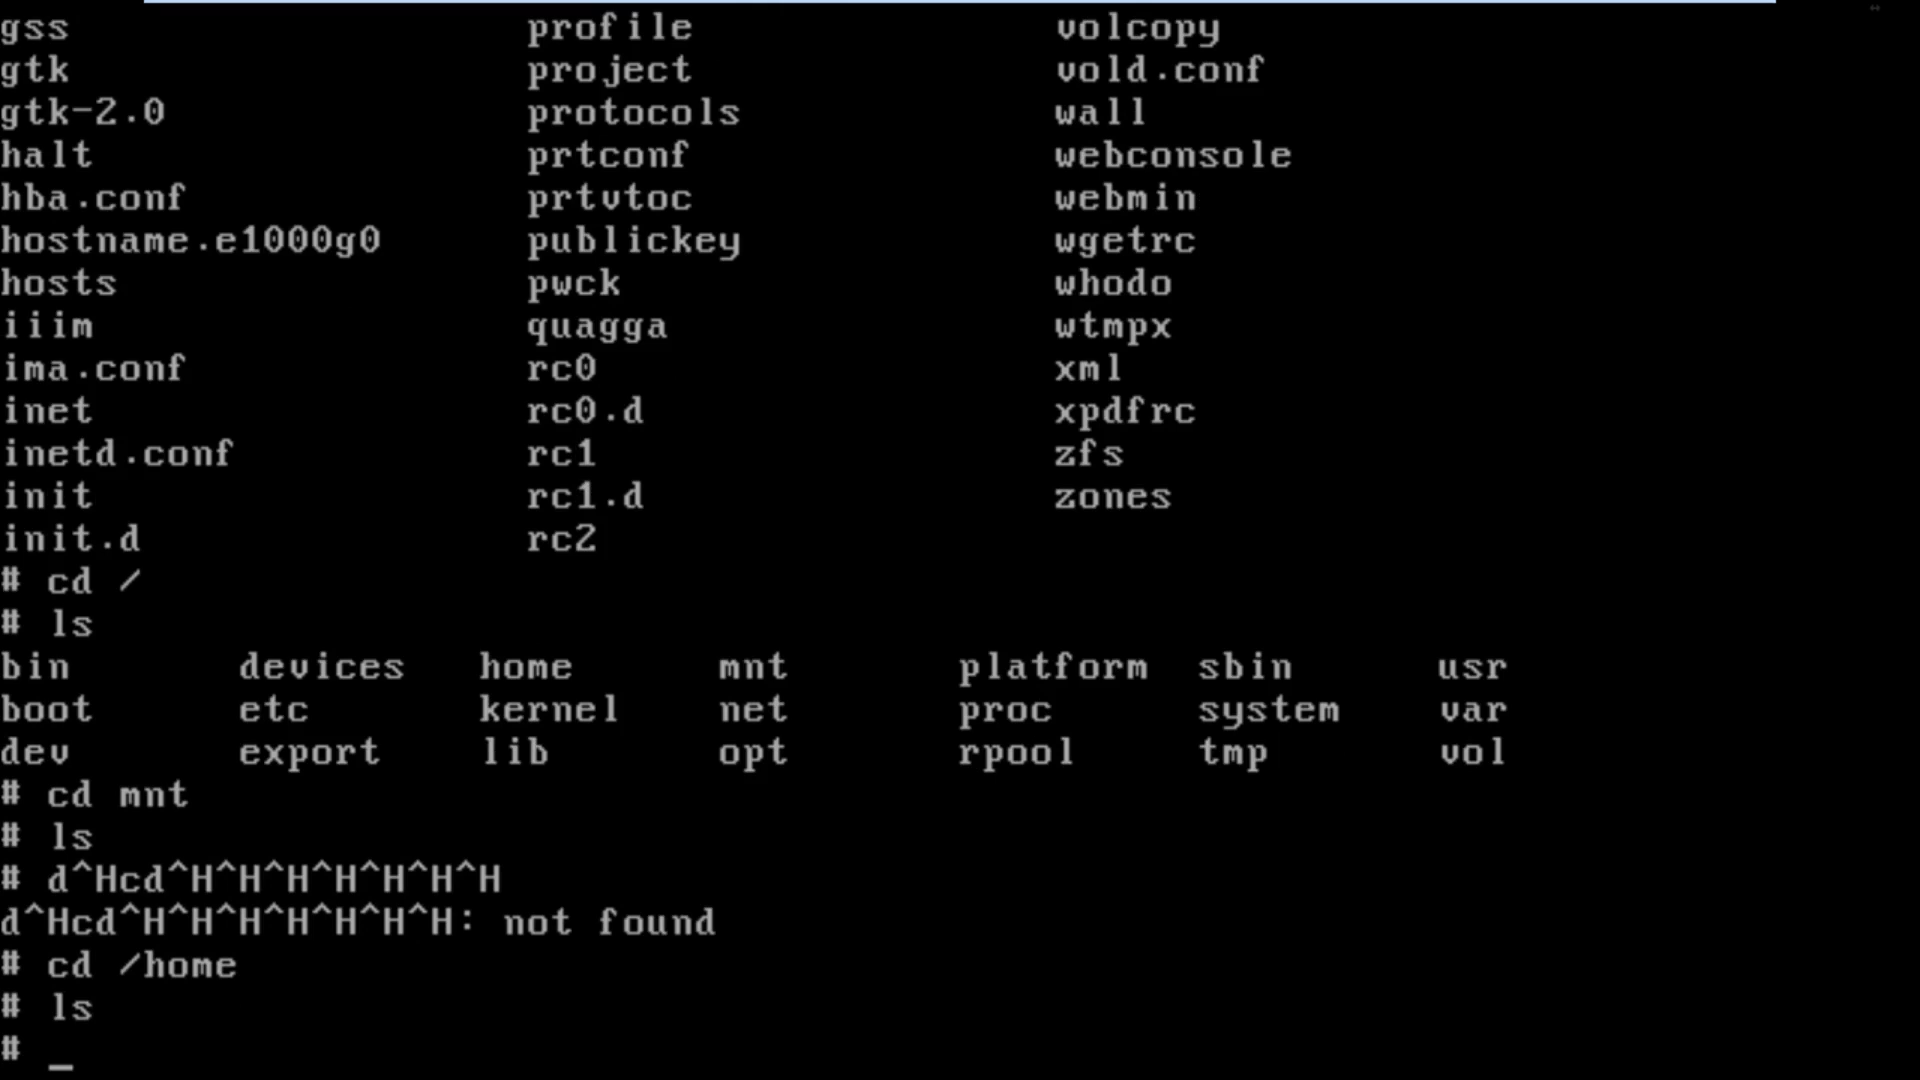 gss profile volcopy
gtk project vold.conf
gtk-2.0 protocols wall
halt prtconf webconsole
hba.conf prtvtoc webmin
hostname.e1000g0 publickey wgetrc
hosts pwck whodo
iiim quagga wtmpx
ima.conf rc0 xml
inet rc0.d xpdfrc
inetd.conf rc1 zfs
init rc1.d zones
init.d rc2
# cd /
# ls
bin devices home mnt platform sbin usr
boot etc kernel net proc system var
dev export lib opt rpool tmp vol
# cd mnt
# ls
# d^Hcd^H^H^H^H^H^H^H
d^Hcd^H^H^H^H^H^H: not found
# cd /home
# ls
# _